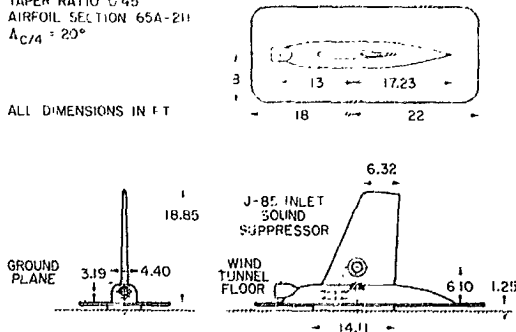 TAPER RATIO 0.45
AIRFOIL SECTION 65A-211
ΛC/4 = 20°
ALL DIMENSIONS IN FT
8
13
17.23
18
22
6.32
J-85 INLET
SOUND
SUPPRESSOR
18.85
GROUND
PLANE
3.19
4.40
WIND
TUNNEL
FLOOR
6.10
1.25
14.11